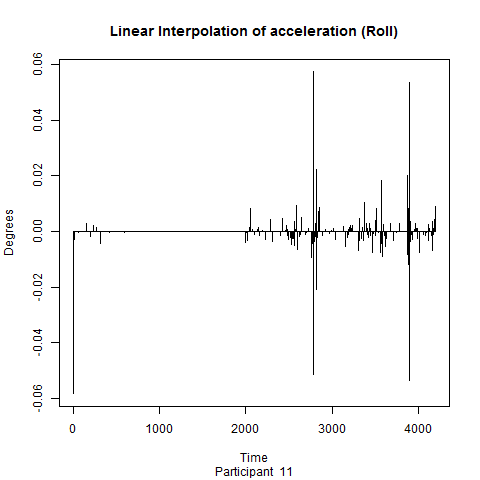 Linear Interpolation of acceleration (Roll)
0.06
0.04
0.02
0.00
-0.02
-0.04
-0.06
Degrees
0 1000 2000 3000 4000
Time
Participant 11